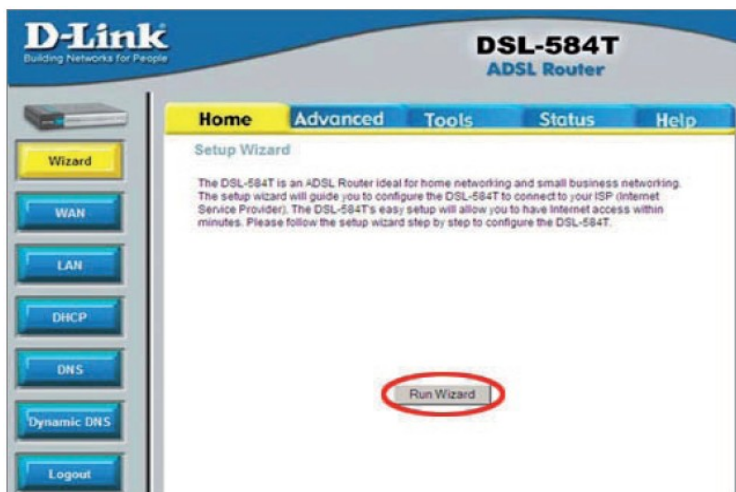 D-Link
Building Networks for People
DSL-584T
ADSL Router
Home Advanced Tools Status Help
Wizard
WAN
LAN
DHCP
DNS
Dynamic DNS
Logout
Setup Wizard
The DSL-584T is an ADSL Router ideal for home networking and small business networking.
The setup wizard will guide you to configure the DSL-584T to connect to your ISP (Internet
Service Provider). The DSL-584T's easy setup will allow you to have Internet access within
minutes. Please follow the setup wizard step by step to configure the DSL-584T.
Run Wizard